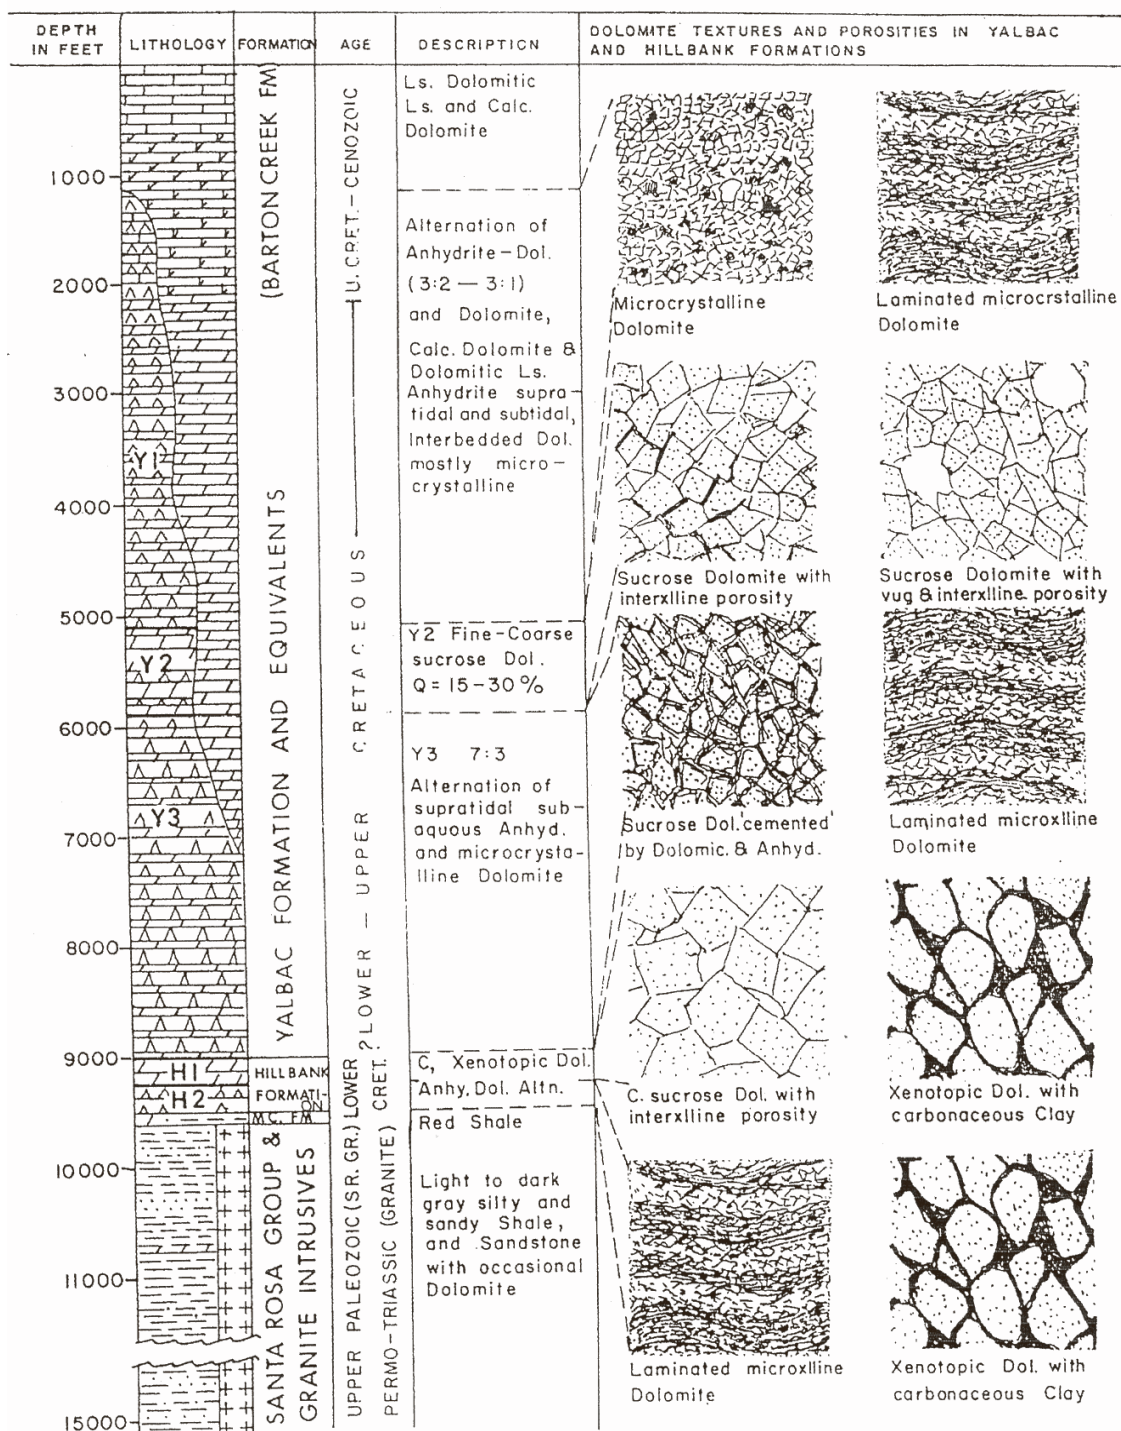 DEPTH
IN FEET
LITHOLOGY
FORMATION
AGE
DESCRIPTION
DOLOMITE TEXTURES AND POROSITIES IN YALBAC
AND HILLBANK FORMATIONS
1000
2000
3000
4000
5000
6000
7000
8000
9000
10000
11000
15000
Y1
Y2
Y3
H1
H2
(BARTON CREEK FM)
YALBAC FORMATION AND EQUIVALENTS
HILLBANK
FORMATI-
ON
M.C. FM
SANTA ROSA GROUP &
GRANITE INTRUSIVES
U.CRET.-CENOZOIC
?LOWER — UPPER CRETACEOUS
LOWER
CRET.
UPPER PALEOZOIC (SR. GR.)
PERMO-TRIASSIC (GRANITE)
Ls. Dolomitic
Ls. and Calc.
Dolomite
Alternation of
Anhydrite-Dol.
(3:2 — 3:1)
and Dolomite,
Calc. Dolomite &
Dolomitic Ls.
Anhydrite supra-
tidal and subtidal,
Interbedded Dol.
mostly micro-
crystalline
Y2 Fine-Coarse
sucrose Dol.
Q = 15-30%
Y3 7:3
Alternation of
supratidal sub-
aquous Anhyd.
and microcrysta-
lline Dolomite
C, Xenotopic Dol.
Anhy. Dol. Altn.
Red Shale
Light to dark
gray silty and
sandy Shale,
and Sandstone
with occasional
Dolomite
Microcrystalline
Dolomite
Laminated microcrstalline
Dolomite
Sucrose Dolomite with
interxlline porosity
Sucrose Dolomite with
vug & interxlline porosity
Sucrose Dol.'cemented'
by Dolomic. & Anhyd.
Laminated microxlline
Dolomite
C. sucrose Dol. with
interxlline porosity
Xenotopic Dol. with
carbonaceous Clay
Laminated microxlline
Dolomite
Xenotopic Dol. with
carbonaceous Clay